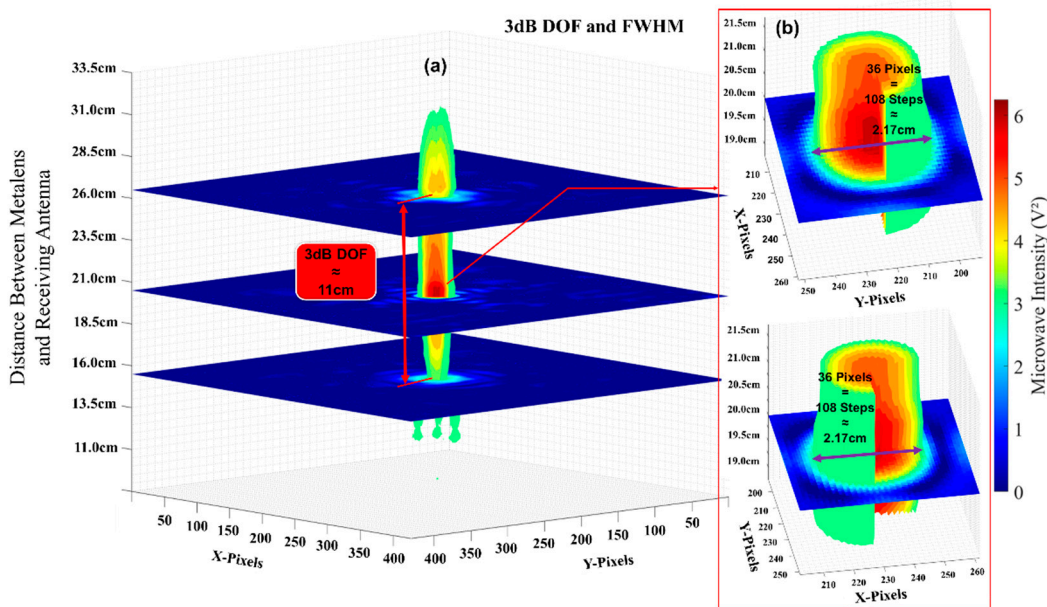 3dB DOF and FWHM
(a)
Distance Between Metalens
and Receiving Antenna
33.5cm
31.0cm
28.5cm
26.0cm
23.5cm
21.0cm
18.5cm
16.0cm
13.5cm
11.0cm
3dB DOF
≈
11cm
50
100
150
200
250
300
350
400
X-Pixels
400
350
300
250
200
150
100
50
Y-Pixels
(b)
21.5cm
21.0cm
20.5cm
20.0cm
19.5cm
19.0cm
36 Pixels
=
108 Steps
≈
2.17cm
210
220
230
240
250
X-Pixels
260
250
240
230
220
210
200
Y-Pixels
21.5cm
21.0cm
20.5cm
20.0cm
19.5cm
19.0cm
36 Pixels
=
108 Steps
≈
2.17cm
200
210
220
230
240
250
Y-Pixels
210
220
230
240
250
260
X-Pixels
6
5
4
3
2
1
0
Microwave Intensity (V²)